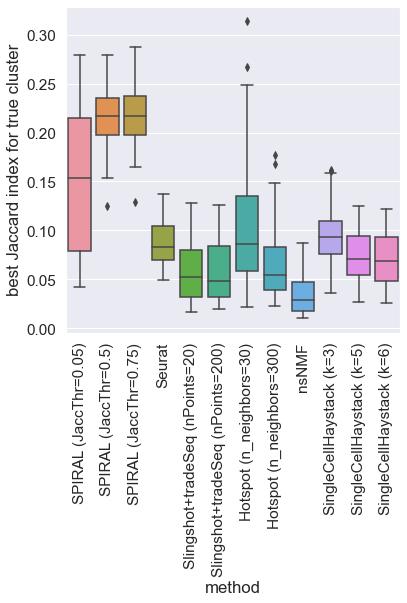 best Jaccard index for true cluster
0.30
0.25
0.20
0.15
0.10
0.05
0.00
SPIRAL (JaccThr=0.05)
SPIRAL (JaccThr=0.5)
SPIRAL (JaccThr=0.75)
Seurat
Slingshot+tradeSeq (nPoints=20)
Slingshot+tradeSeq (nPoints=200)
Hotspot (n_neighbors=30)
Hotspot (n_neighbors=300)
nsNMF
SingleCellHaystack (k=3)
SingleCellHaystack (k=5)
SingleCellHaystack (k=6)
method